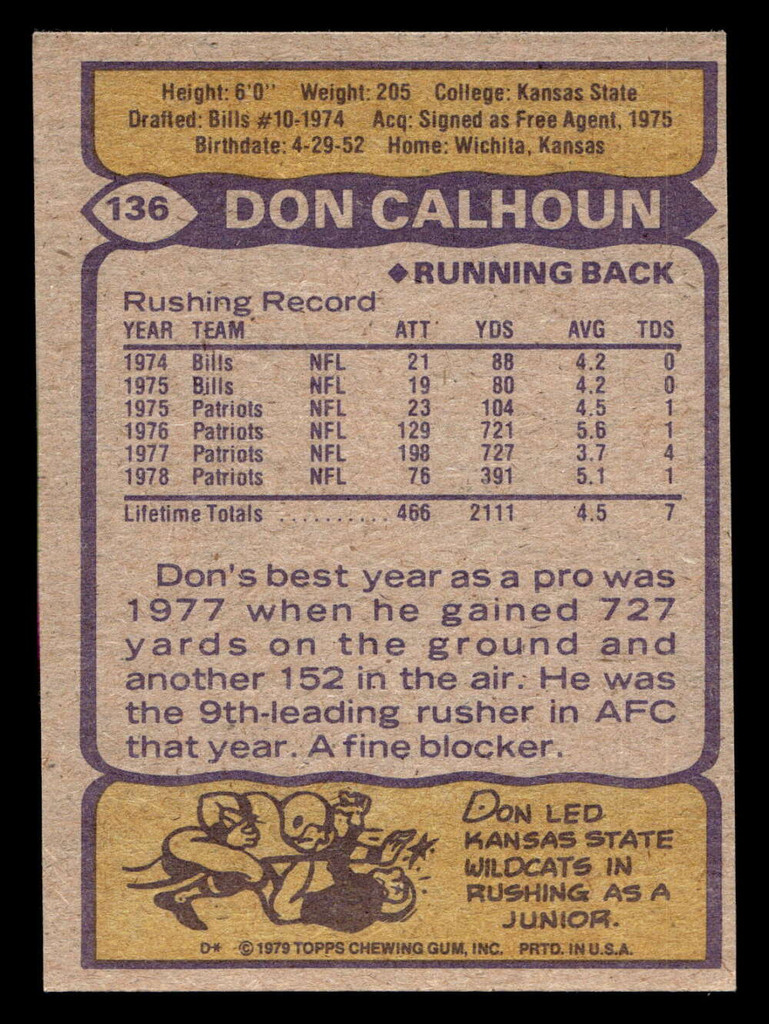 Height: 6'0" Weight: 205 College: Kansas State
Drafted: Bills #10-1974 Acq: Signed as Free Agent, 1975
Birthdate: 4-29-52 Home: Wichita, Kansas
136 DON CALHOUN
◆RUNNING BACK
Rushing Record
YEAR TEAM ATT YDS AVG TDS
1974 Bills NFL 21 88 4.2 0
1975 Bills NFL 19 80 4.2 0
1975 Patriots NFL 23 104 4.5 1
1976 Patriots NFL 129 721 5.6 1
1977 Patriots NFL 198 727 3.7 4
1978 Patriots NFL 76 391 5.1 1
Lifetime Totals .......... 466 2111 4.5 7
Don's best year as a pro was
1977 when he gained 727
yards on the ground and
another 152 in the air. He was
the 9th-leading rusher in AFC
that year. A fine blocker.
DON LED
KANSAS STATE
WILDCATS IN
RUSHING AS A
JUNIOR.
D* © 1979 TOPPS CHEWING GUM, INC. PRTD. IN U.S.A.